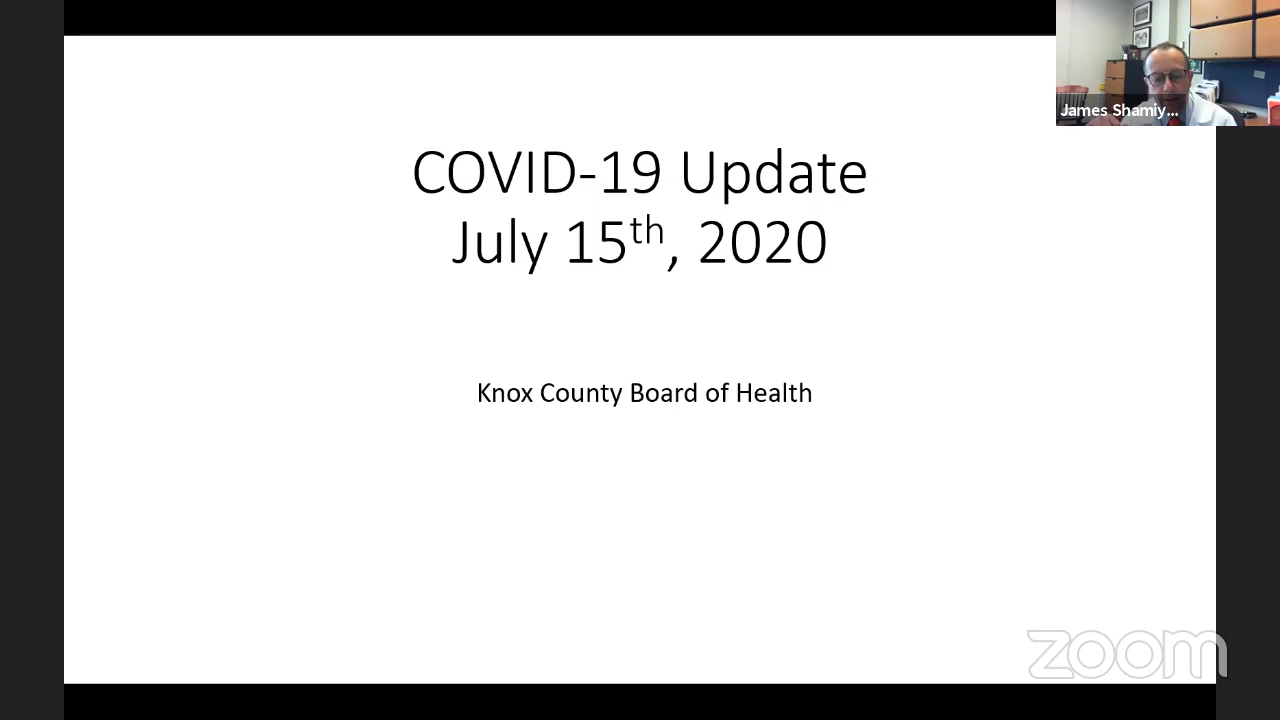 James Shamiy...
COVID-19 Update
July 15th, 2020
Knox County Board of Health
zoom